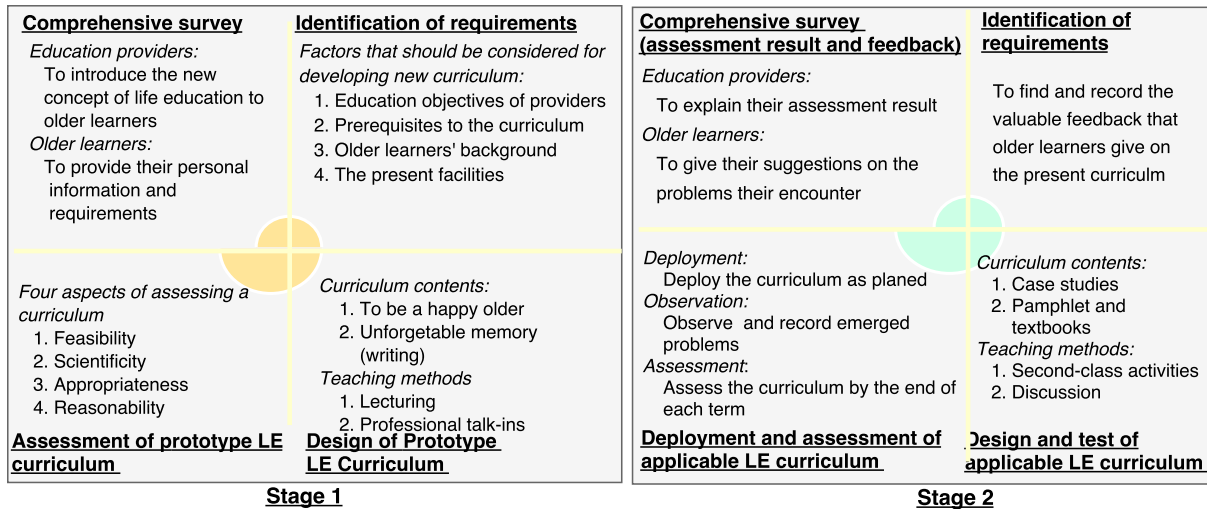 Comprehensive survey
Education providers:
To introduce the new
concept of life education to
older learners
Older learners:
To provide their personal
information and
requirements
Identification of requirements
Factors that should be considered for
developing new curriculum:
1. Education objectives of providers
2. Prerequisites to the curriculum
3. Older learners' background
4. The present facilities
Four aspects of assessing a
curriculum
1. Feasibility
2. Scientificity
3. Appropriateness
4. Reasonability
Assessment of prototype LE
curriculum
Curriculum contents:
1. To be a happy older
2. Unforgetable memory
(writing)
Teaching methods
1. Lecturing
2. Professional talk-ins
Design of Prototype
LE Curriculum
Stage 1
Comprehensive survey
(assessment result and feedback)
Education providers:
To explain their assessment result
Older learners:
To give their suggestions on the
problems their encounter
Identification of
requirements
To find and record the
valuable feedback that
older learners give on
the present curriculm
Deployment:
Deploy the curriculum as planed
Observation:
Observe and record emerged
problems
Assessment:
Assess the curriculum by the end of
each term
Deployment and assessment of
applicable LE curriculum
Curriculum contents:
1. Case studies
2. Pamphlet and
textbooks
Teaching methods:
1. Second-class activities
2. Discussion
Design and test of
applicable LE curriculum
Stage 2